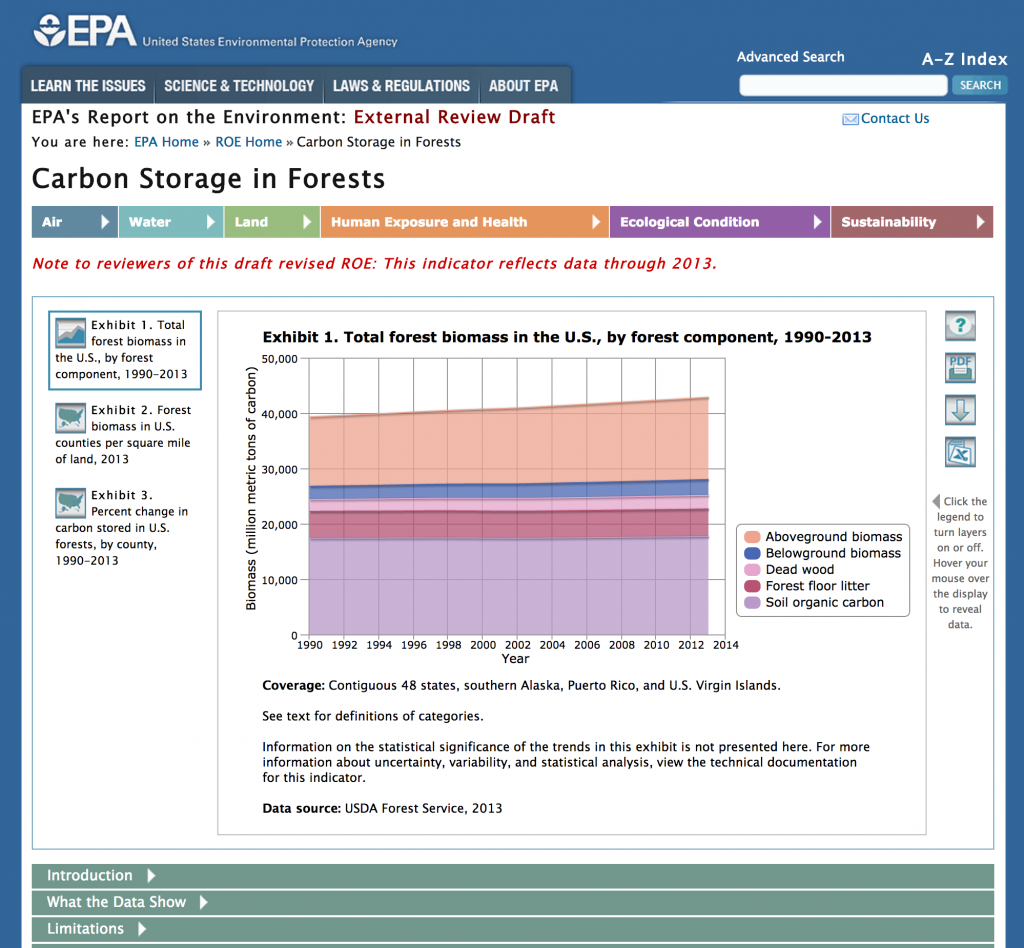 EPA United States Environmental Protection Agency
Advanced Search A-Z Index
LEARN THE ISSUES SCIENCE & TECHNOLOGY LAWS & REGULATIONS ABOUT EPA
SEARCH
EPA's Report on the Environment: External Review Draft
Contact Us
You are here: EPA Home » ROE Home » Carbon Storage in Forests
Carbon Storage in Forests
Air Water Land Human Exposure and Health Ecological Condition Sustainability
Note to reviewers of this draft revised ROE: This indicator reflects data through 2013.
Exhibit 1. Total
forest biomass in
the U.S., by forest
component, 1990-2013
Exhibit 2. Forest
biomass in U.S.
counties per square mile
of land, 2013
Exhibit 3.
Percent change in
carbon stored in U.S.
forests, by county,
1990-2013
Exhibit 1. Total forest biomass in the U.S., by forest component, 1990-2013
Biomass (million metric tons of carbon)
50,000
40,000
30,000
20,000
10,000
0
1990 1992 1994 1996 1998 2000 2002 2004 2006 2008 2010 2012 2014
Year
Aboveground biomass
Belowground biomass
Dead wood
Forest floor litter
Soil organic carbon
Coverage: Contiguous 48 states, southern Alaska, Puerto Rico, and U.S. Virgin Islands.
See text for definitions of categories.
Information on the statistical significance of the trends in this exhibit is not presented here. For more
information about uncertainty, variability, and statistical analysis, view the technical documentation
for this indicator.
Data source: USDA Forest Service, 2013
?
PDF
X
Click the
legend to
turn layers
on or off.
Hover your
mouse over
the display
to reveal
data.
Introduction
What the Data Show
Limitations